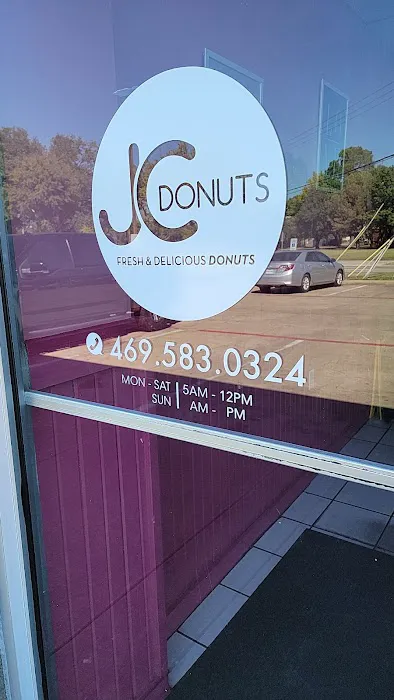 JC DONUTS
FRESH & DELICIOUS DONUTS
469.583.0324
MON - SAT | 5AM - 12PM
SUN | AM - PM